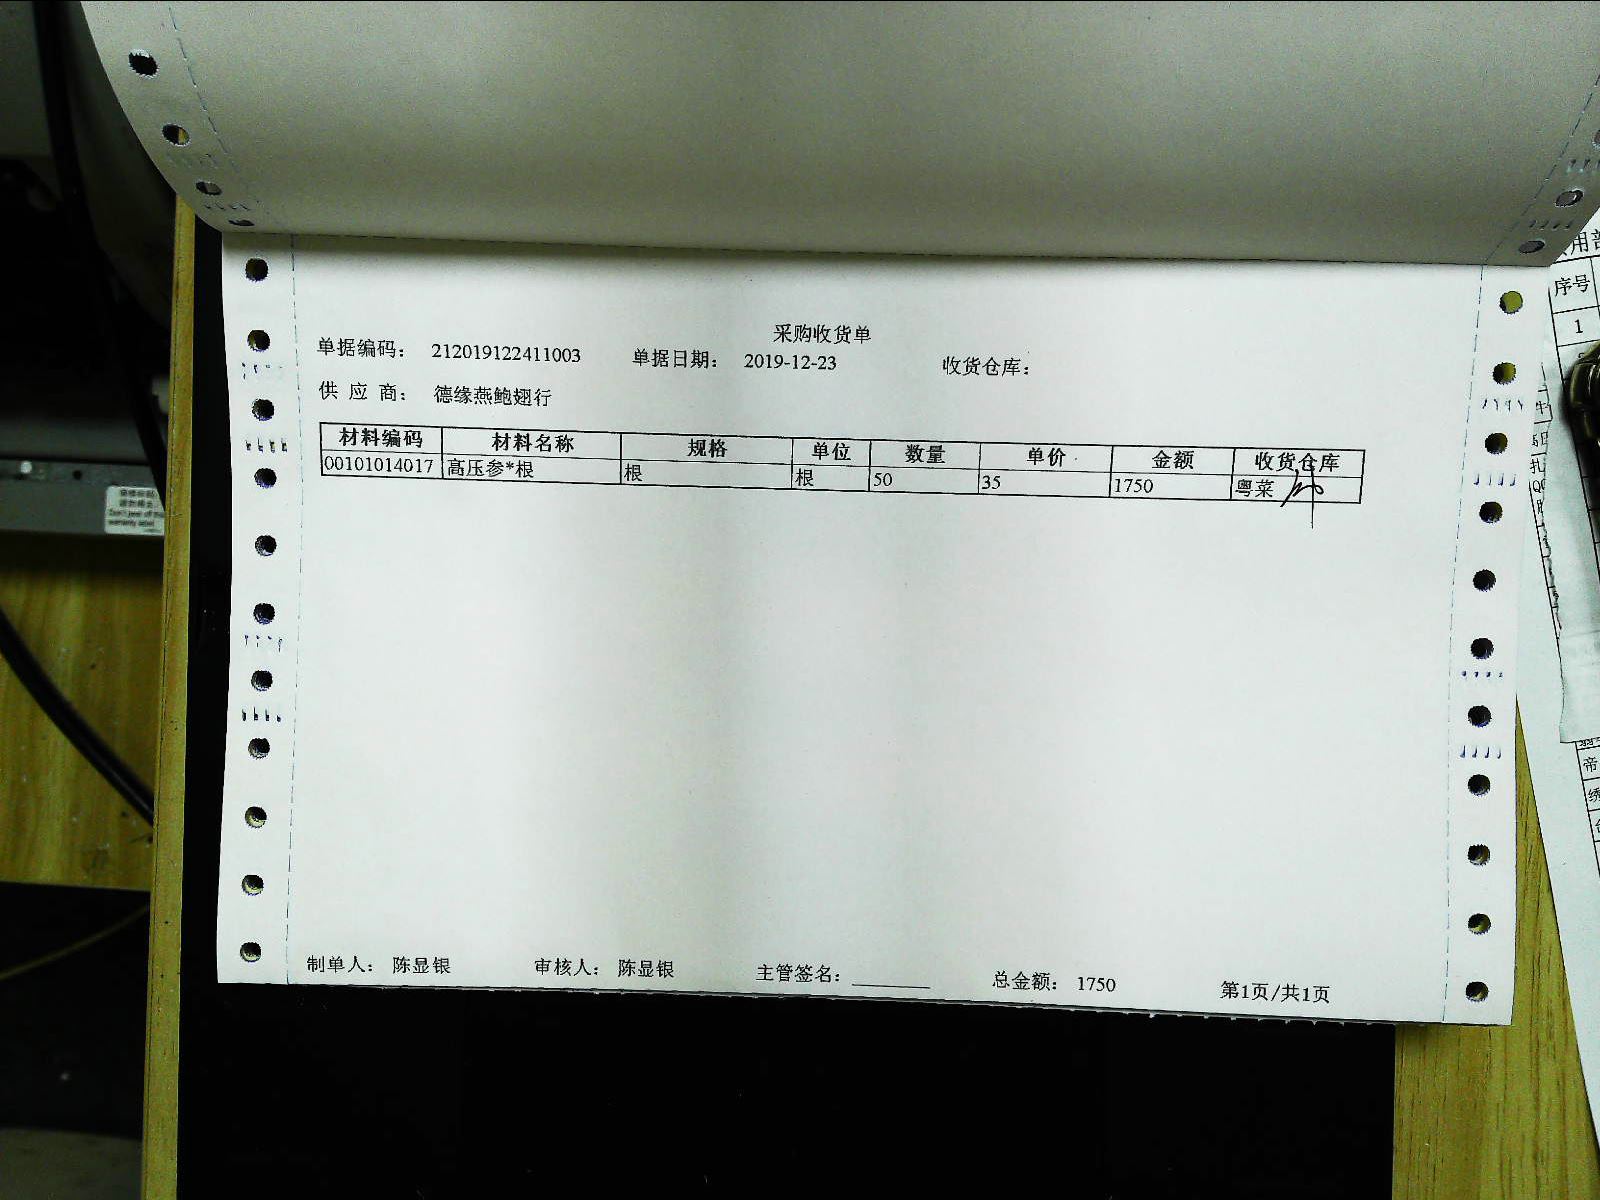 采购收货单
单据编码： 212019122411003 单据日期： 2019-12-23 收货仓库：
供 应 商： 德缘燕鲍翅行
材料编码 材料名称 规格 单位 数量 单价 金额 收货仓库
00101014017 高压参*根 根 根 50 35 1750 粤菜
制单人： 陈显银 审核人： 陈显银 主管签名：________ 总金额： 1750 第1页/共1页
序号
1